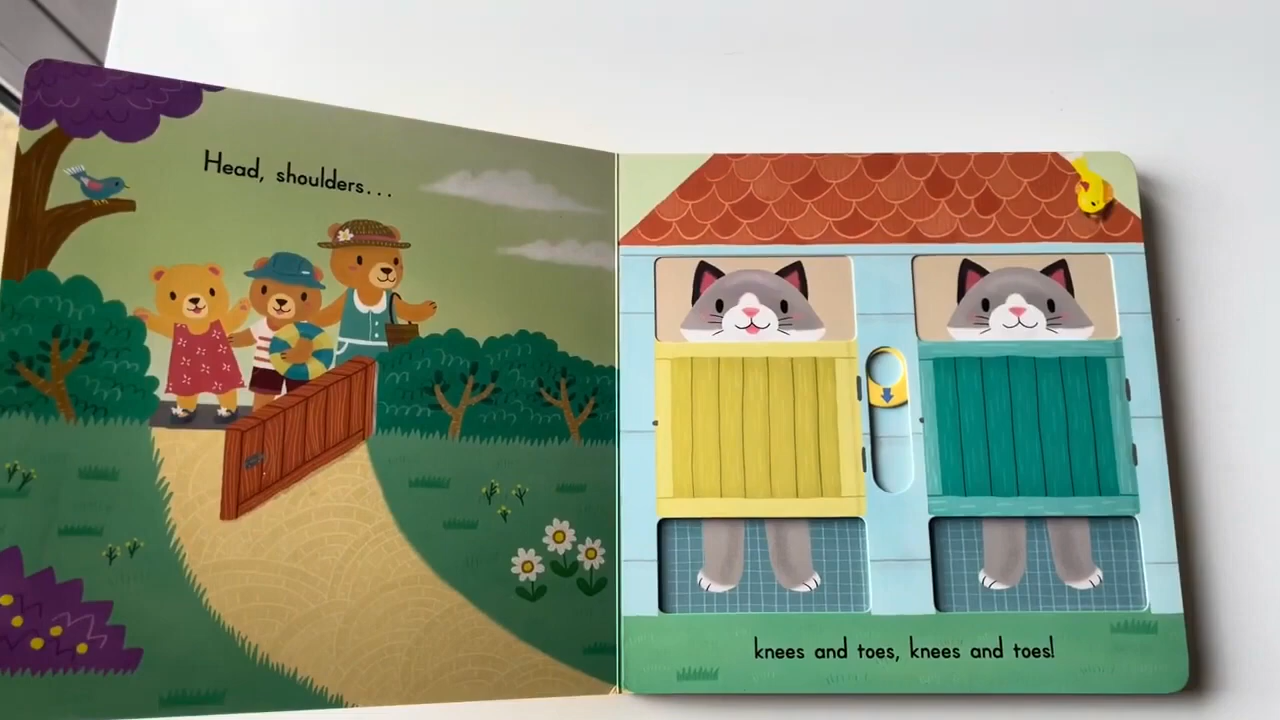 Head, shoulders...
knees and toes, knees and toes!